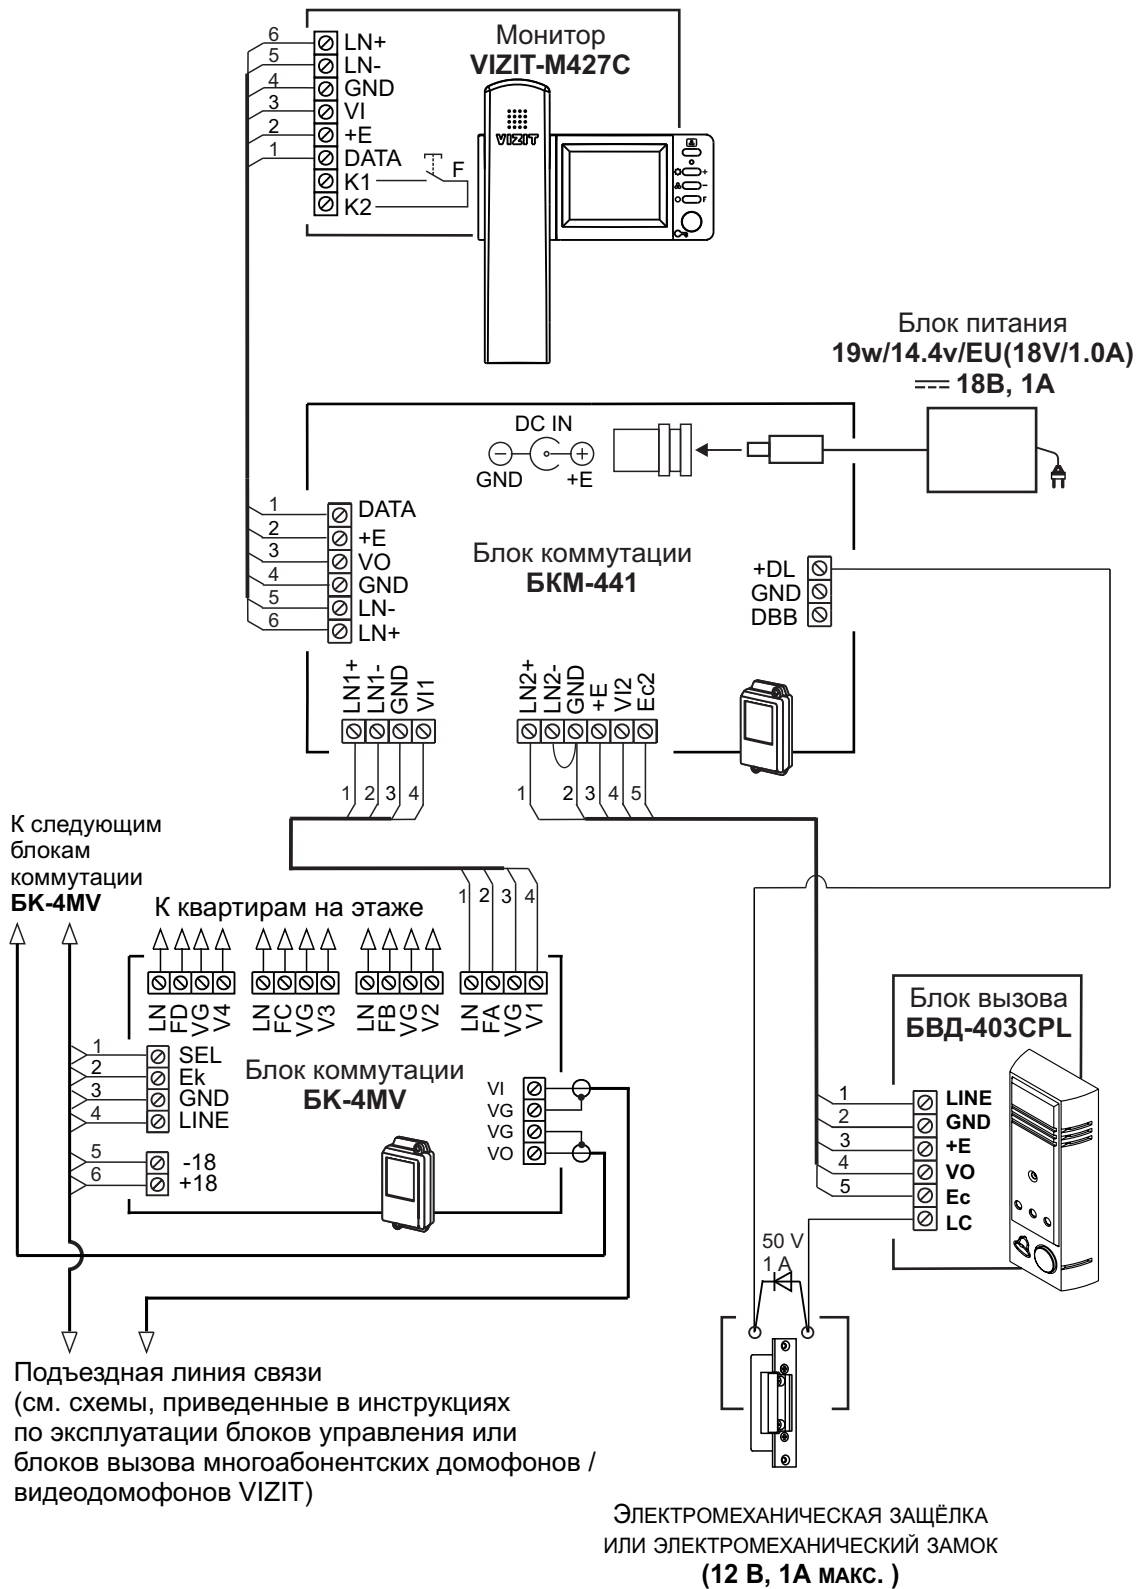 6 LN+
5 LN-
4 GND
3 VI
2 +E
1 DATA
K1
K2
F
Монитор
VIZIT-M427C
VIZIT
+
−
F
Блок питания
19w/14.4v/EU(18V/1.0A)
18В, 1А
DC IN
GND +E
1 DATA
2 +E
3 VO
4 GND
5 LN-
6 LN+
Блок коммутации
БКМ-441
+DL
GND
DBB
LN1+ LN1- GND VI1
LN2+ LN2- GND +E VI2 Ec2
1 2 3 4
1 2 3 4 5
К следующим
блокам
коммутации
БК-4MV
К квартирам на этаже
1 2 3 4
LN FD VG V4
LN FC VG V3
LN FB VG V2
LN FA VG V1
1 SEL
2 Ek
3 GND
4 LINE
5 -18
6 +18
Блок коммутации
БК-4MV
VI
VG
VG
VO
Блок вызова
БВД-403CPL
1 LINE
2 GND
3 +E
4 VO
5 Ec
LC
50 V
1 A
Подъездная линия связи
(см. схемы, приведенные в инструкциях
по эксплуатации блоков управления или
блоков вызова многоабонентских домофонов /
видеодомофонов VIZIT)
ЭЛЕКТРОМЕХАНИЧЕСКАЯ ЗАЩЁЛКА
ИЛИ ЭЛЕКТРОМЕХАНИЧЕСКИЙ ЗАМОК
(12 В, 1А МАКС. )